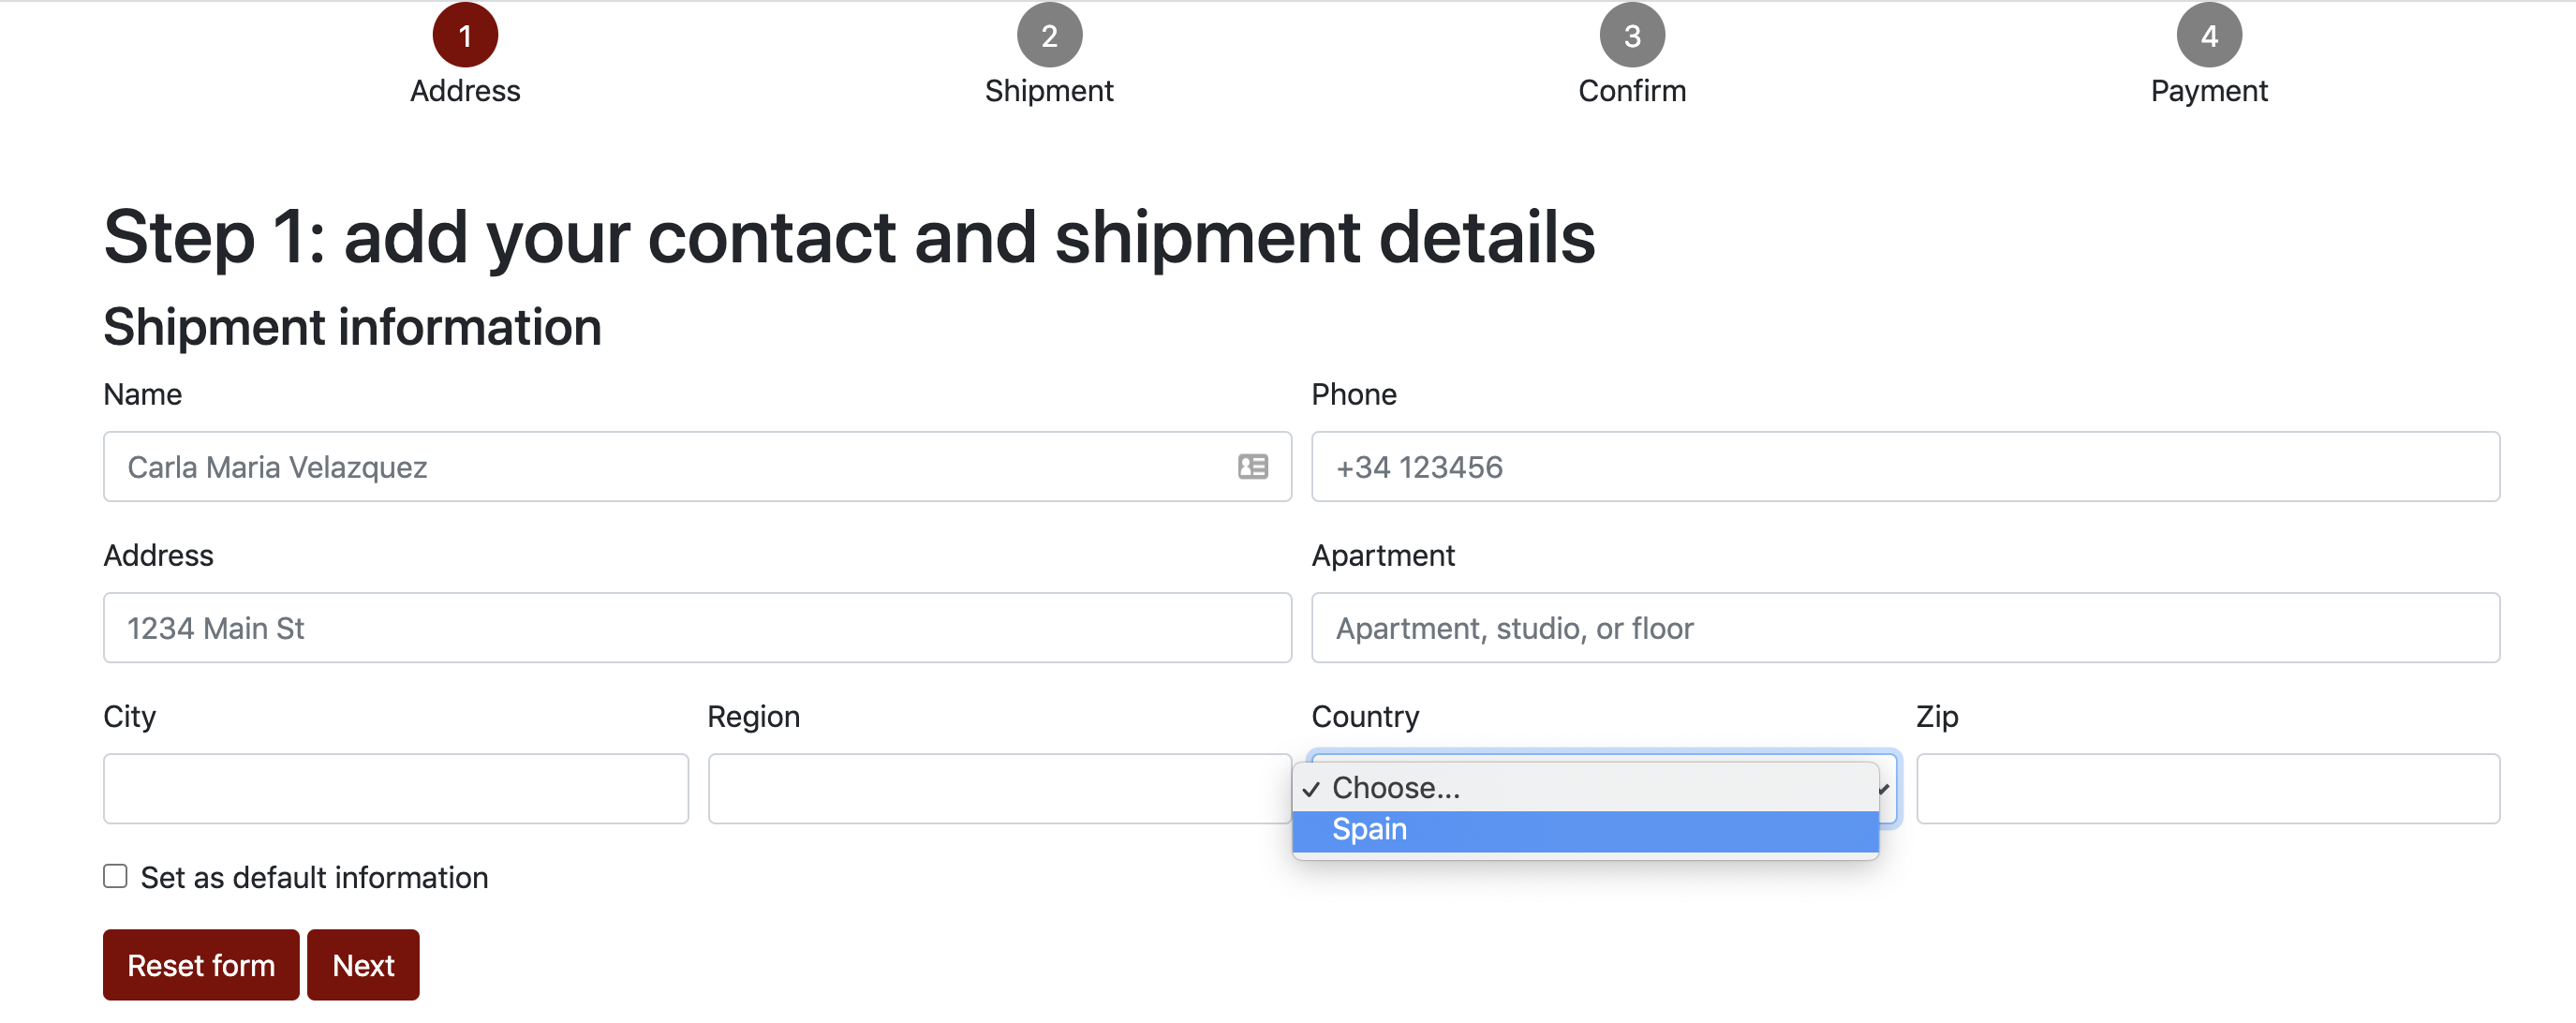 1 2 3 4
Address Shipment Confirm Payment
Step 1: add your contact and shipment details
Shipment information
Name Phone
Carla Maria Velazquez +34 123456
Address Apartment
1234 Main St Apartment, studio, or floor
City Region Country Zip
✓ Choose...
Spain
Set as default information
Reset form Next